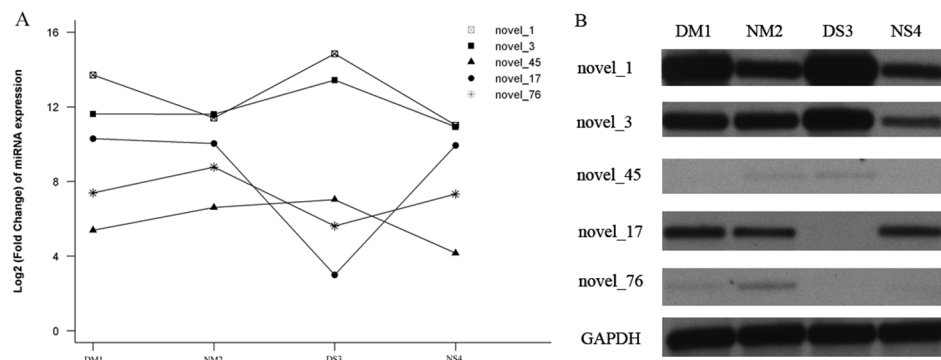 A
Log2 (Fold Change) of miRNA expression
16
12
8
4
0
DM1
NM2
DS3
NS4
novel_1
novel_3
novel_45
novel_17
novel_76
B
DM1 NM2 DS3 NS4
novel_1
novel_3
novel_45
novel_17
novel_76
GAPDH